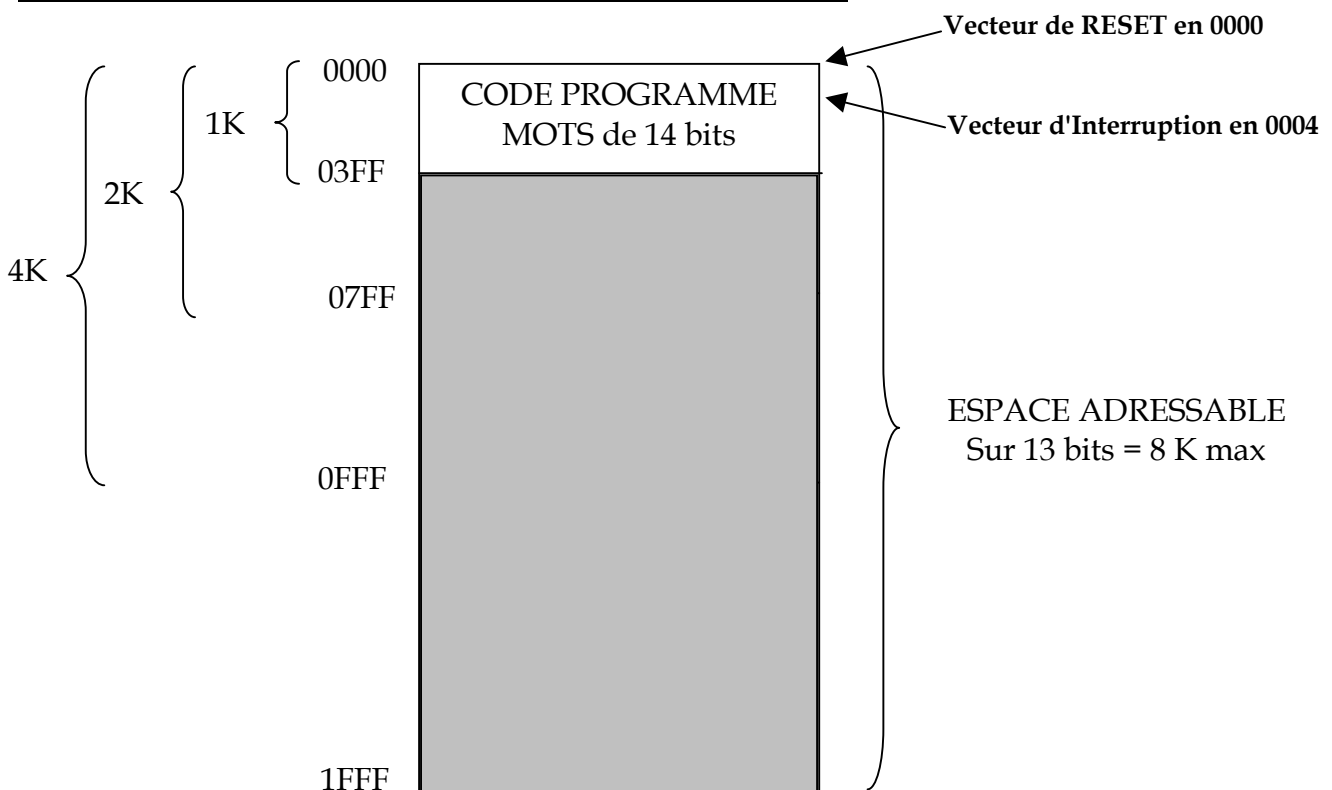 Vecteur de RESET en 0000
0000
CODE PROGRAMME
MOTS de 14 bits
1K
Vecteur d'Interruption en 0004
03FF
2K
4K
07FF
ESPACE ADRESSABLE
Sur 13 bits = 8 K max
0FFF
1FFF